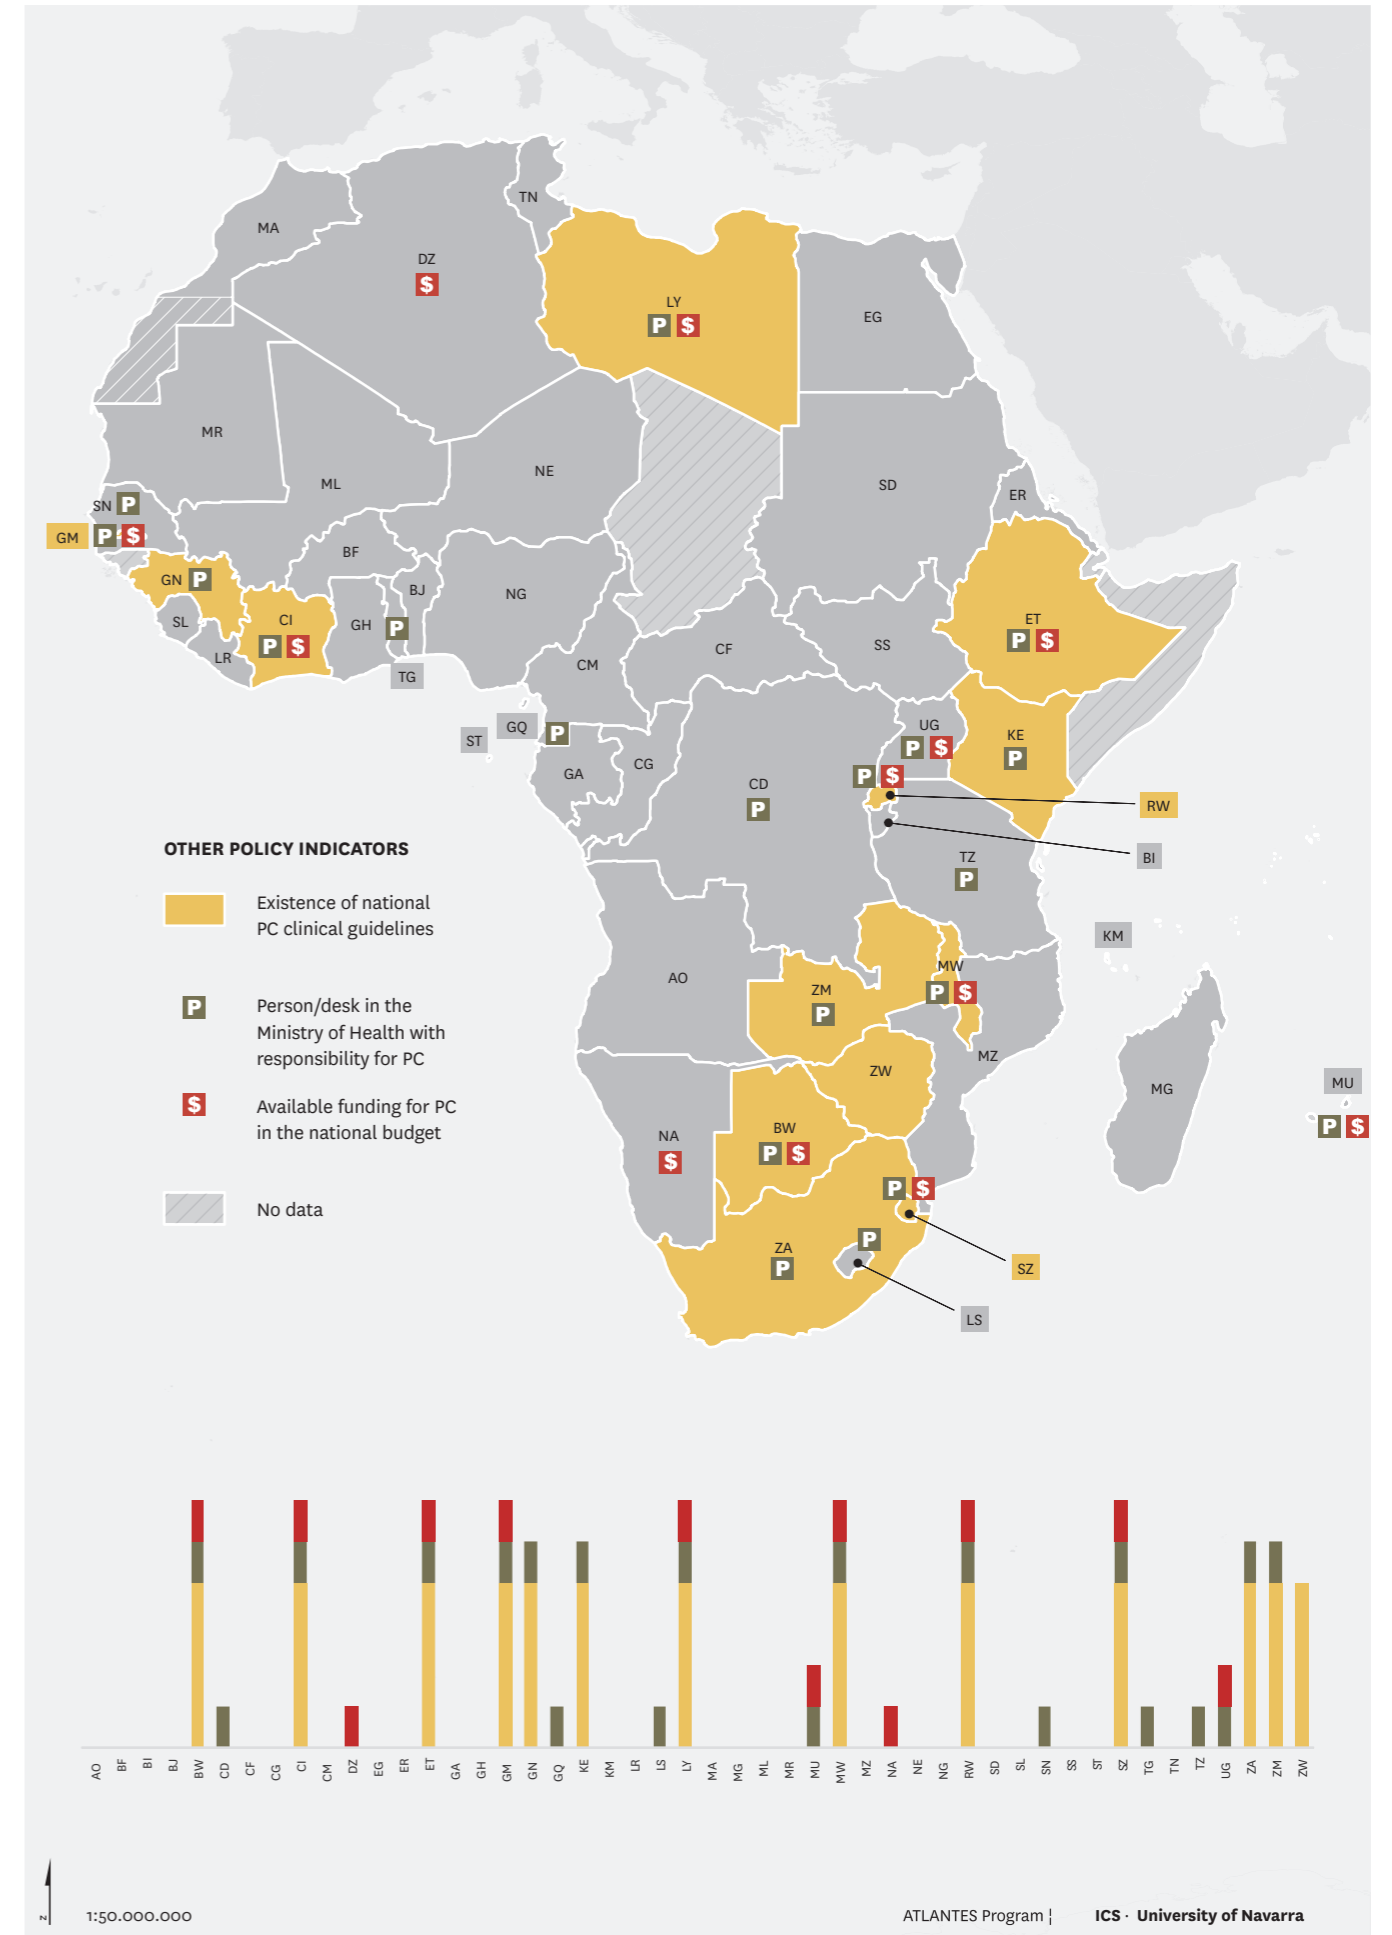 TN
MA
DZ
$
LY
P $
EG
MR
NE
ML
SD
ER
SN P
GM P $
BF
GN P
BJ
NG
CI
P $
SL
GH
P
ET
P $
LR
CM
CF
SS
TG
GQ
P
ST
UG
P $
KE
P
CG
GA
P $
CD
P
RW
BI
TZ
P
OTHER POLICY INDICATORS
Existence of national
PC clinical guidelines
KM
P
Person/desk in the
Ministry of Health with
responsibility for PC
AO
MW
P $
ZM
P
MZ
ZW
MG
MU
P $
$
Available funding for PC
in the national budget
NA
$
BW
P $
No data
P $
ZA
P
P
SZ
LS
AO BF BI BJ BW CD CF CG CI CM DZ EG ER ET GA GH GM GN GQ KE KM LR LS LY MA MG ML MR MU MW MZ NA NE NG RW SD SL SN SS ST SZ TG TN TZ UG ZA ZM ZW
N
1:50.000.000
ATLANTES Program ¦ ICS · University of Navarra